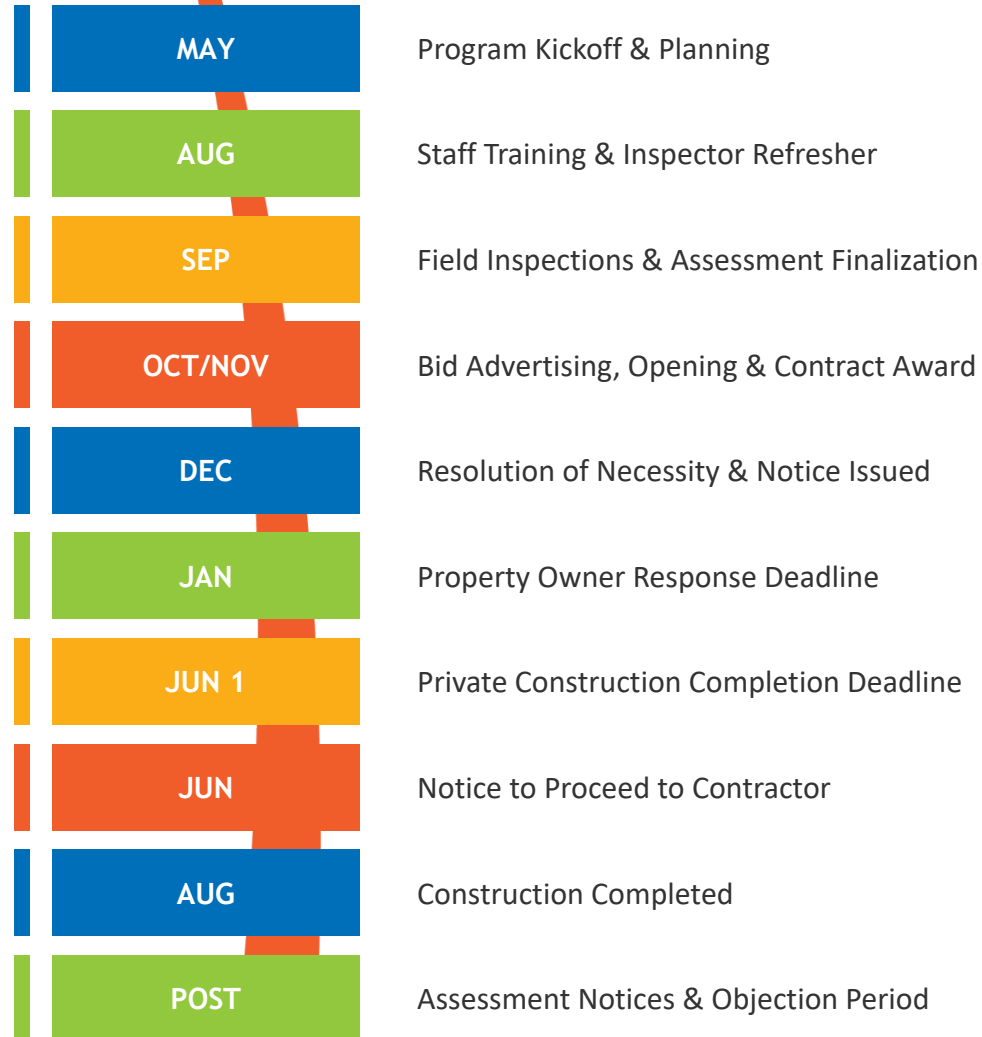 MAY Program Kickoff & Planning
AUG Staff Training & Inspector Refresher
SEP Field Inspections & Assessment Finalization
OCT/NOV Bid Advertising, Opening & Contract Award
DEC Resolution of Necessity & Notice Issued
JAN Property Owner Response Deadline
JUN 1 Private Construction Completion Deadline
JUN Notice to Proceed to Contractor
AUG Construction Completed
POST Assessment Notices & Objection Period